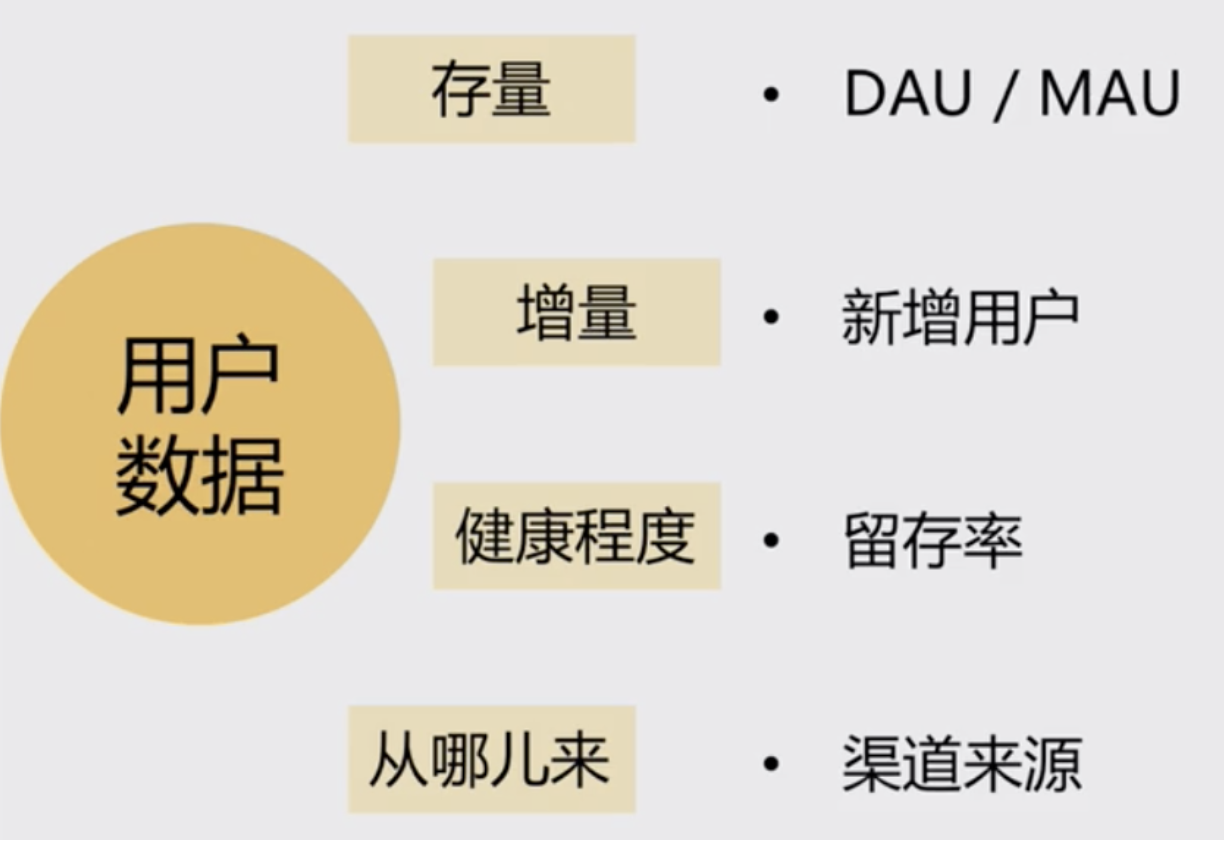 存量
• DAU / MAU
增量
• 新增用户
用户
数据
健康程度
• 留存率
从哪儿来
• 渠道来源